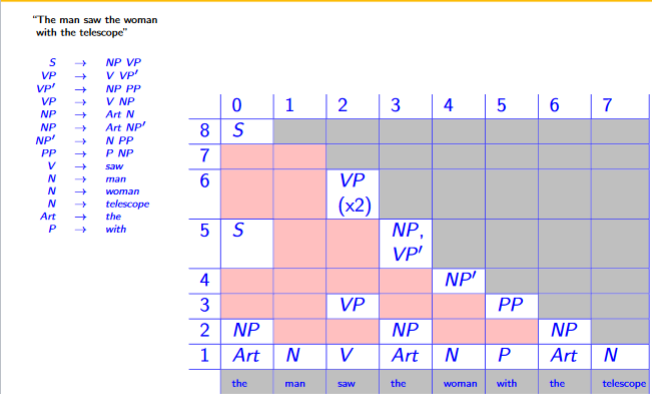 "The man saw the woman
with the telescope"
S → NP VP
VP → V VP′
VP′ → NP PP
VP → V NP
NP → Art N
NP → Art NP′
NP′ → N PP
PP → P NP
V → saw
N → man
N → woman
N → telescope
Art → the
P → with
0 1 2 3 4 5 6 7
8 S
7
6 VP
(x2)
5 S NP,
VP′
4 NP′
3 VP PP
2 NP NP NP
1 Art N V Art N P Art N
the man saw the woman with the telescope